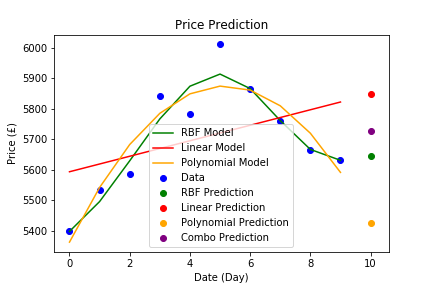 Price Prediction
6000
5900
5800
5700
5600
5500
5400
Price (£)
RBF Model
Linear Model
Polynomial Model
Data
RBF Prediction
Linear Prediction
Polynomial Prediction
Combo Prediction
0 2 4 6 8 10
Date (Day)